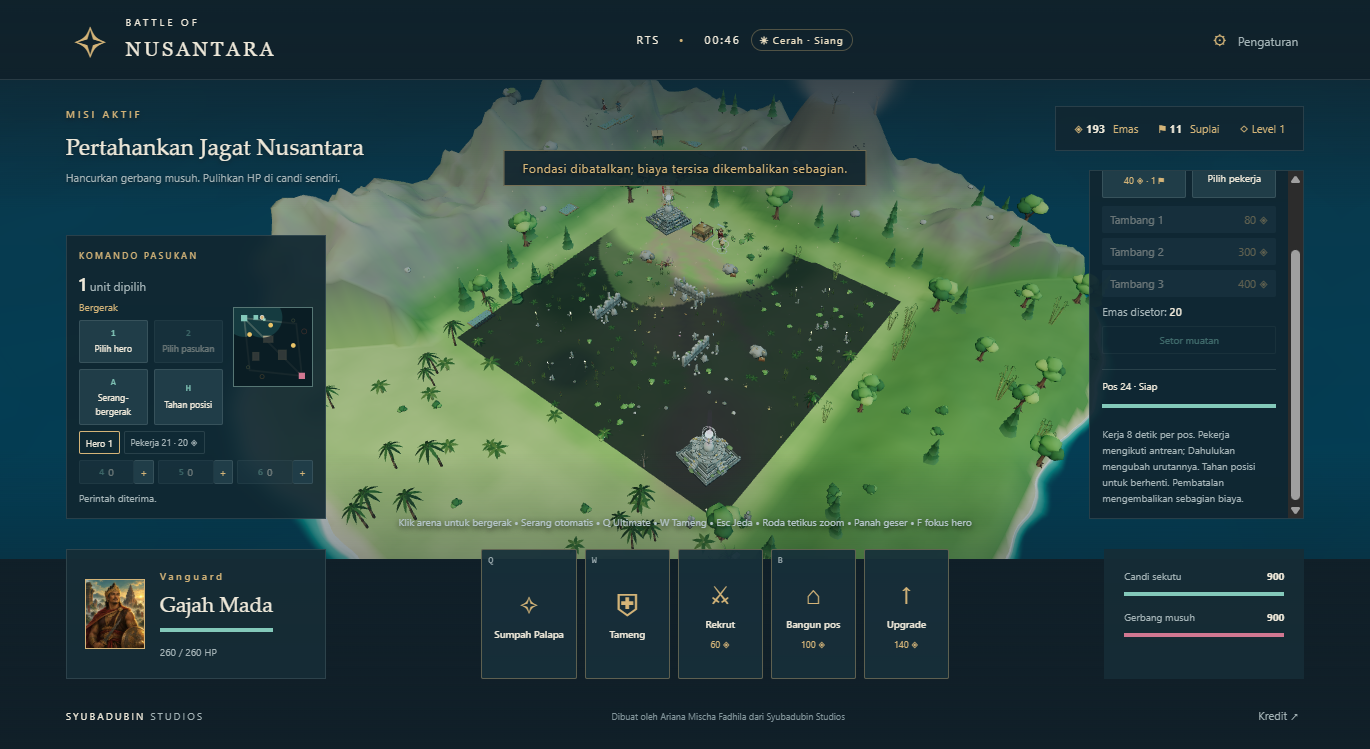 BATTLE OF
NUSANTARA
RTS • 00:46 Cerah · Siang
Pengaturan
MISI AKTIF
Pertahankan Jagat Nusantara
Hancurkan gerbang musuh. Pulihkan HP di candi sendiri.
193 Emas 11 Suplai Level 1
Fondasi dibatalkan; biaya tersisa dikembalikan sebagian.
KOMANDO PASUKAN
1 unit dipilih
Bergerak
1
Pilih hero
2
Pilih pasukan
A
Serang-
bergerak
H
Tahan posisi
Hero 1
Pekerja 21 · 20 ◈
4 0 +
5 0 +
6 0 +
Perintah diterima.
40 ◈ · 1
Pilih pekerja
Tambang 1 80 ◈
Tambang 2 300 ◈
Tambang 3 400 ◈
Emas disetor: 20
Setor muatan
Pos 24 · Siap
Kerja 8 detik per pos. Pekerja
mengikuti antrean; Dahulukan
mengubah urutannya. Tahan posisi
untuk berhenti. Pembatalan
mengembalikan sebagian biaya.
Klik arena untuk bergerak • Serang otomatis • Q Ultimate • W Tameng • Esc Jeda • Roda tetikus zoom • Panah geser • F fokus hero
Vanguard
Gajah Mada
260 / 260 HP
Q
Sumpah Palapa
W
Tameng
Rekrut
60 ◈
B
Bangun pos
100 ◈
Upgrade
140 ◈
Candi sekutu 900
Gerbang musuh 900
SYUBADUBIN STUDIOS
Dibuat oleh Ariana Mischa Fadhila dari Syubadubin Studios
Kredit ↗